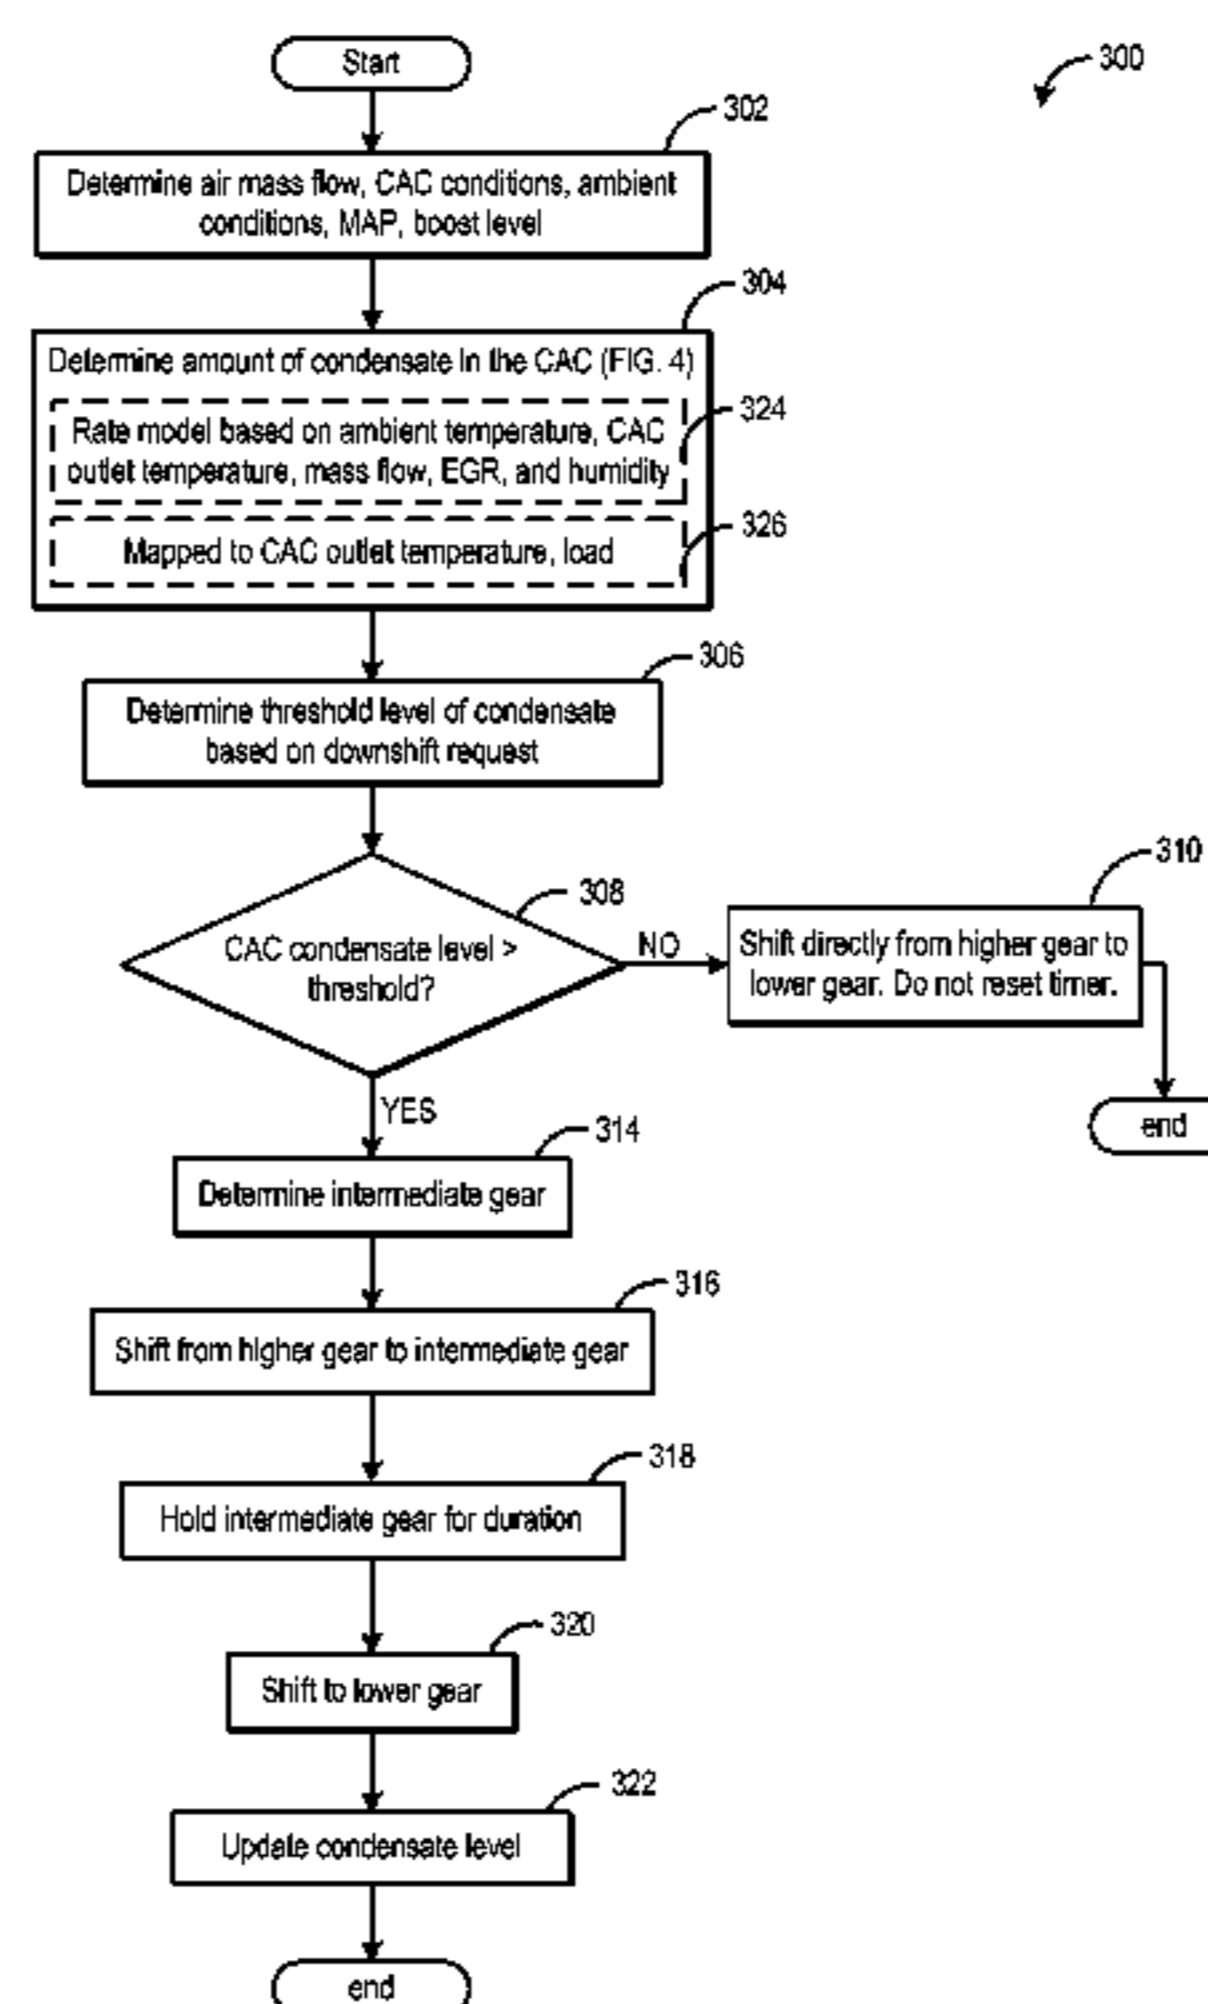 Start
300
302
Determine air mass flow, CAC conditions, ambient
conditions, MAP, boost level
304
Determine amount of condensate in the CAC (FIG. 4)
324
Rate model based on ambient temperature, CAC
outlet temperature, mass flow, EGR, and humidity
326
Mapped to CAC outlet temperature, load
306
Determine threshold level of condensate
based on downshift request
308
CAC condensate level >
threshold?
NO
310
Shift directly from higher gear to
lower gear. Do not reset timer.
end
YES
314
Determine intermediate gear
316
Shift from higher gear to intermediate gear
318
Hold intermediate gear for duration
320
Shift to lower gear
322
Update condensate level
end